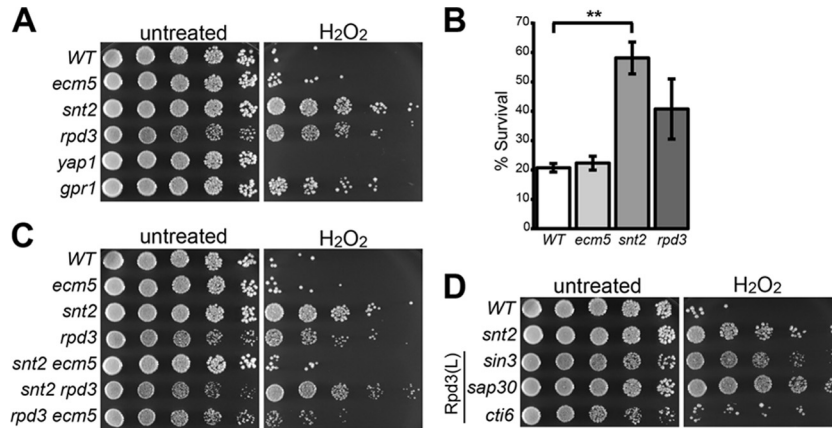 A
untreated
H₂O₂
WT
ecm5
snt2
rpd3
yap1
gpr1
B
**
% Survival
70
60
50
40
30
20
10
0
WT
ecm5
snt2
rpd3
C
untreated
H₂O₂
WT
ecm5
snt2
rpd3
snt2 ecm5
snt2 rpd3
rpd3 ecm5
D
untreated
H₂O₂
WT
snt2
Rpd3(L)
sin3
sap30
cti6